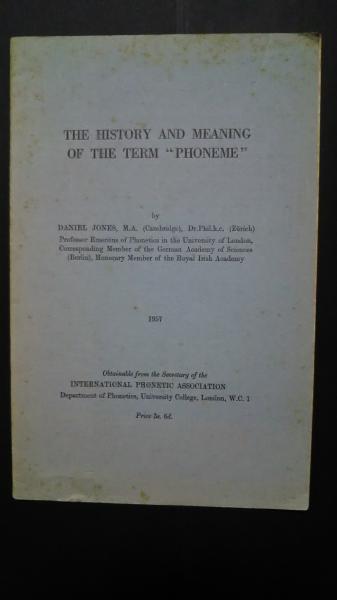 THE HISTORY AND MEANING
OF THE TERM "PHONEME"
by
DANIEL JONES, M.A. (Cambridge), Dr.Phil.h.c. (Zürich)
Professor Emeritus of Phonetics in the University of London,
Corresponding Member of the German Academy of Sciences
(Berlin), Honorary Member of the Royal Irish Academy
1957
Obtainable from the Secretary of the
INTERNATIONAL PHONETIC ASSOCIATION
Department of Phonetics, University College, London, W.C. 1
Price 6d.